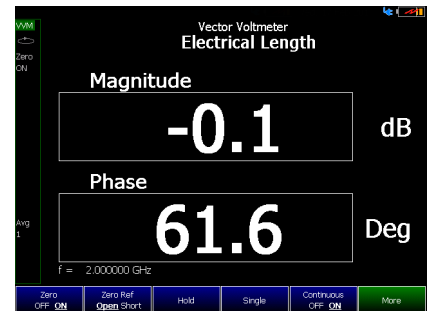 VVM
Vector Voltmeter
Electrical Length
Zero
ON
Magnitude
-0.1
dB
Phase
61.6
Deg
Avg
1
f = 2.000000 GHz
Zero
OFF ON
Zero Ref
Open Short
Hold
Single
Continuous
OFF ON
More